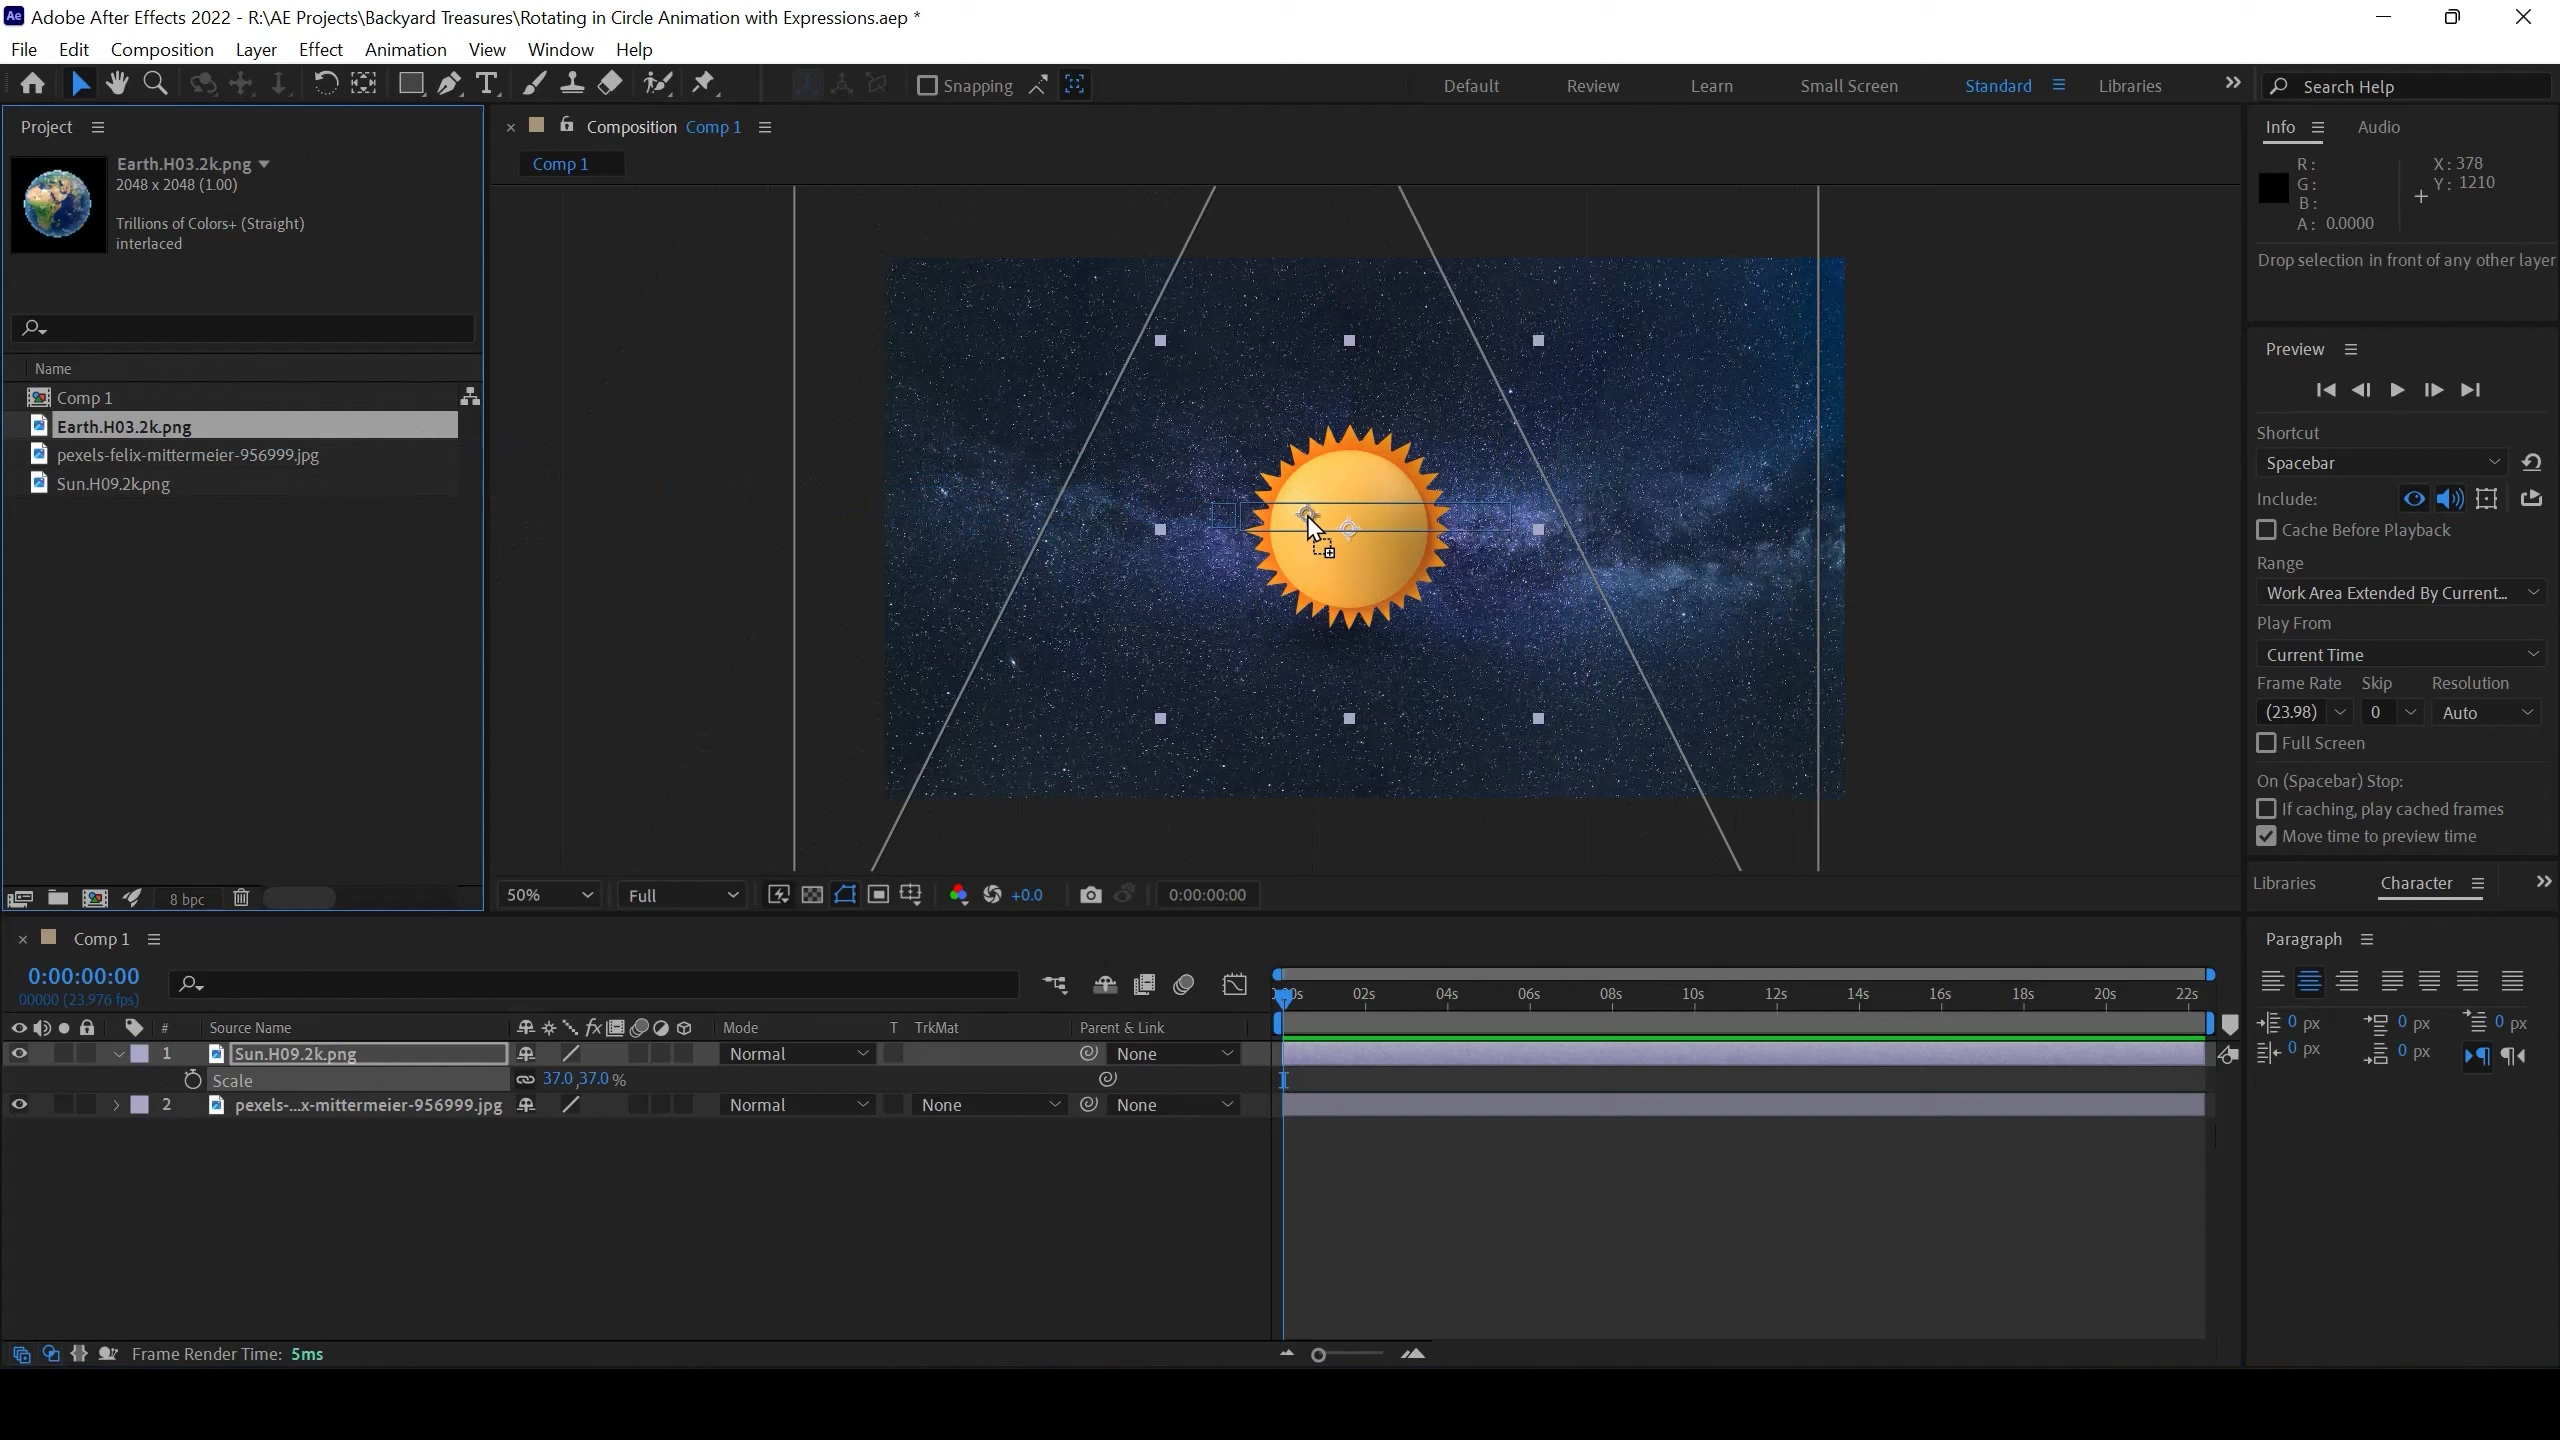 Adobe After Effects 2022 - R:\AE Projects\Backyard Treasures\Rotating in Circle Animation with Expressions.aep *
File Edit Composition Layer Effect Animation View Window Help
Snapping Default Review Learn Small Screen Standard Libraries Search Help
Project
Earth.H03.2k.png
2048 x 2048 (1.00)
Trillions of Colors+ (Straight)
interlaced
Name
Comp 1
Earth.H03.2k.png
pexels-felix-mittermeier-956999.jpg
Sun.H09.2k.png
8 bpc
Composition Comp 1
Comp 1
50% Full +0.0 0:00:00:00
Info Audio
R: X: 378
G: Y: 1210
B:
A: 0.0000
Drop selection in front of any other layer
Preview
Shortcut
Spacebar
Include:
Cache Before Playback
Range
Work Area Extended By Current...
Play From
Current Time
Frame Rate Skip Resolution
(23.98) 0 Auto
Full Screen
On (Spacebar) Stop:
If caching, play cached frames
Move time to preview time
Libraries Character
Paragraph
0 px 0 px 0 px
0 px 0 px
Comp 1
0:00:00:00
00000 (23.976 fps)
02s 04s 06s 08s 10s 12s 14s 16s 18s 20s 22s
# Source Name fx Mode T TrkMat Parent & Link
1 Sun.H09.2k.png Normal None
Scale 37.0,37.0 %
2 pexels-...x-mittermeier-956999.jpg Normal None None
Frame Render Time: 5ms